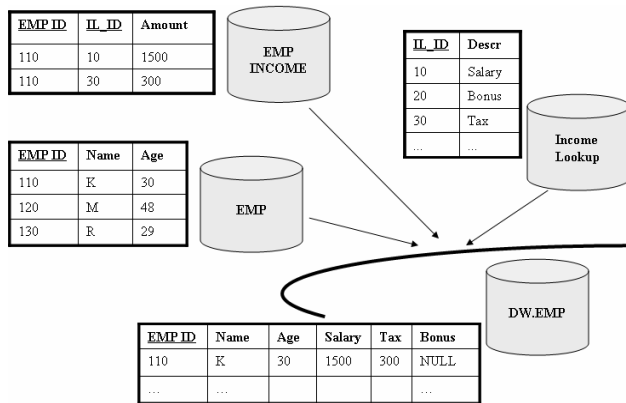 EMP ID IL_ID Amount
110 10 1500
110 30 300
EMP
INCOME
IL_ID Descr
10 Salary
20 Bonus
30 Tax
... ...
Income
Lookup
EMP ID Name Age
110 K 30
120 M 48
130 R 29
EMP
DW.EMP
EMP ID Name Age Salary Tax Bonus
110 K 30 1500 300 NULL
... ... ...